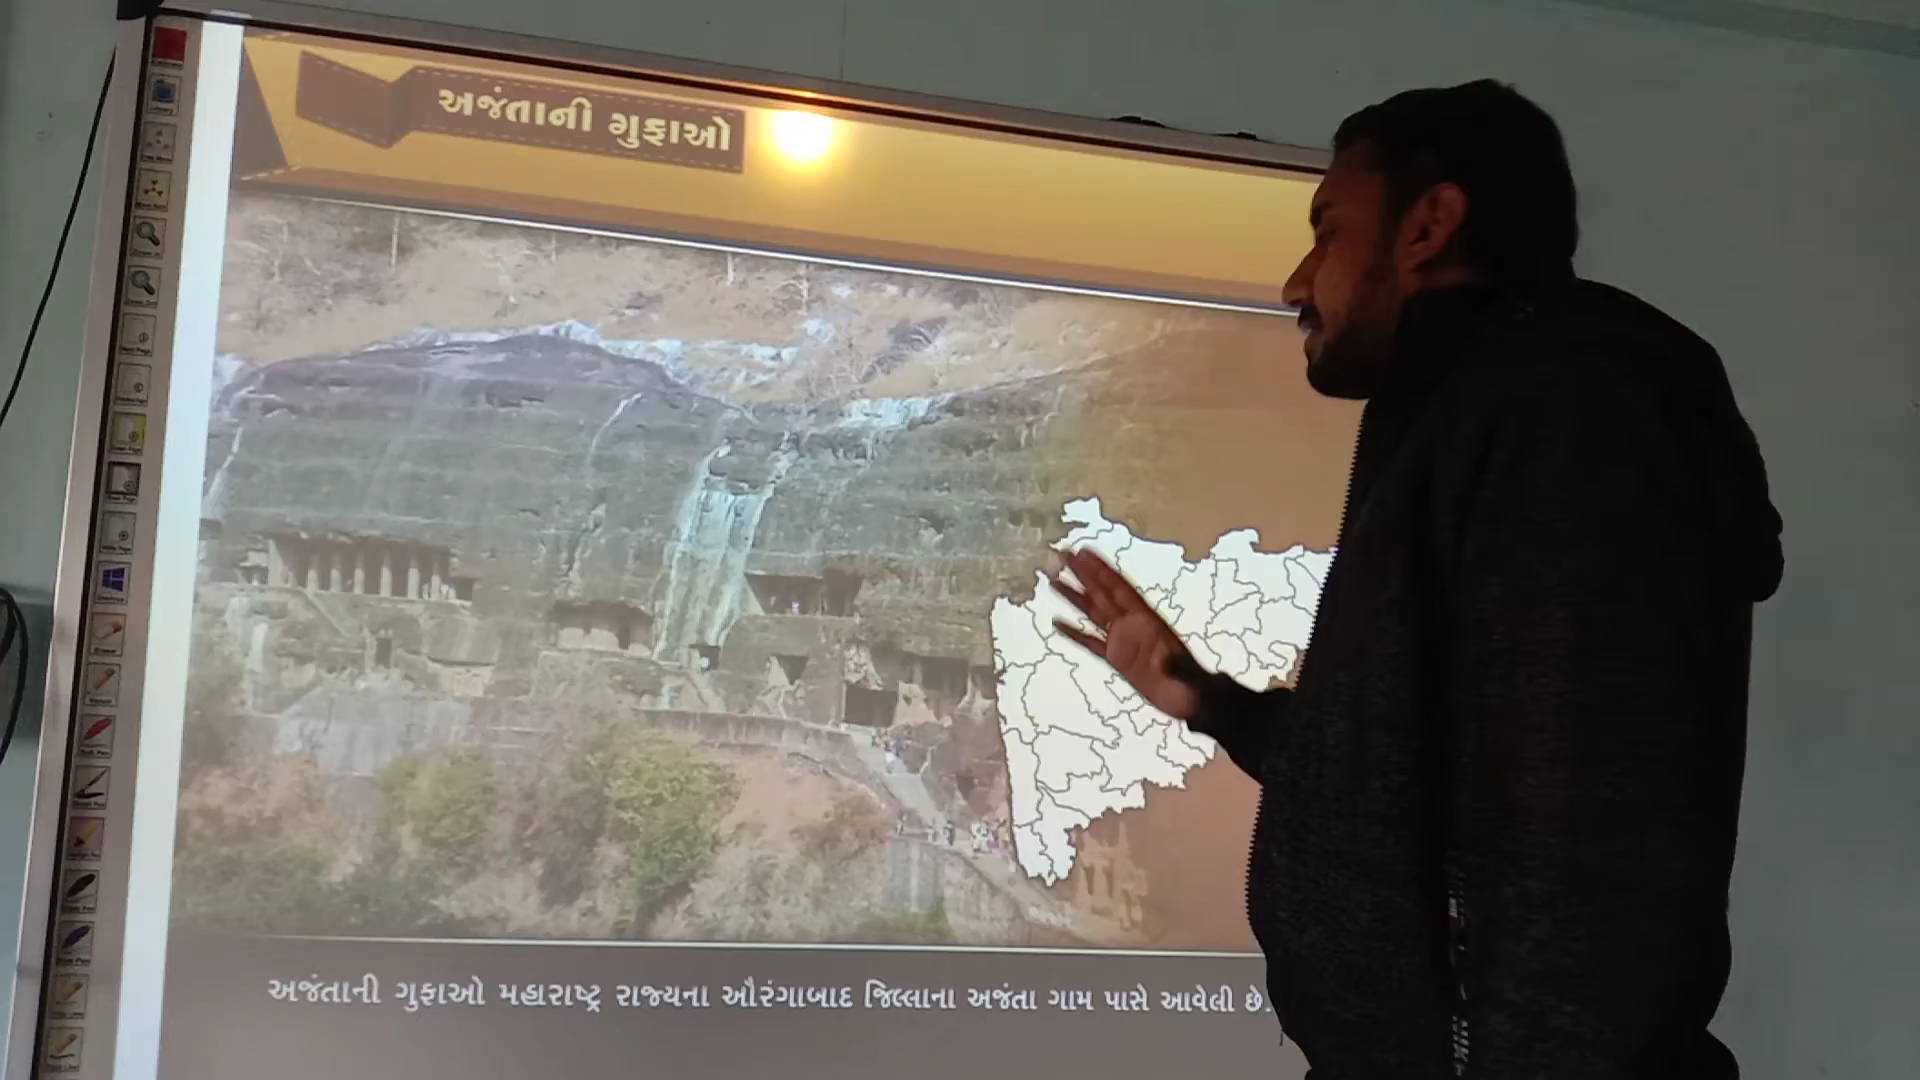 અજંતાની ગુફાઓ
અજંતાની ગુફાઓ મહારાષ્ટ્ર રાજ્યના ઔરંગાબાદ જિલ્લાના અજંતા ગામ પાસે આવેલી છે.